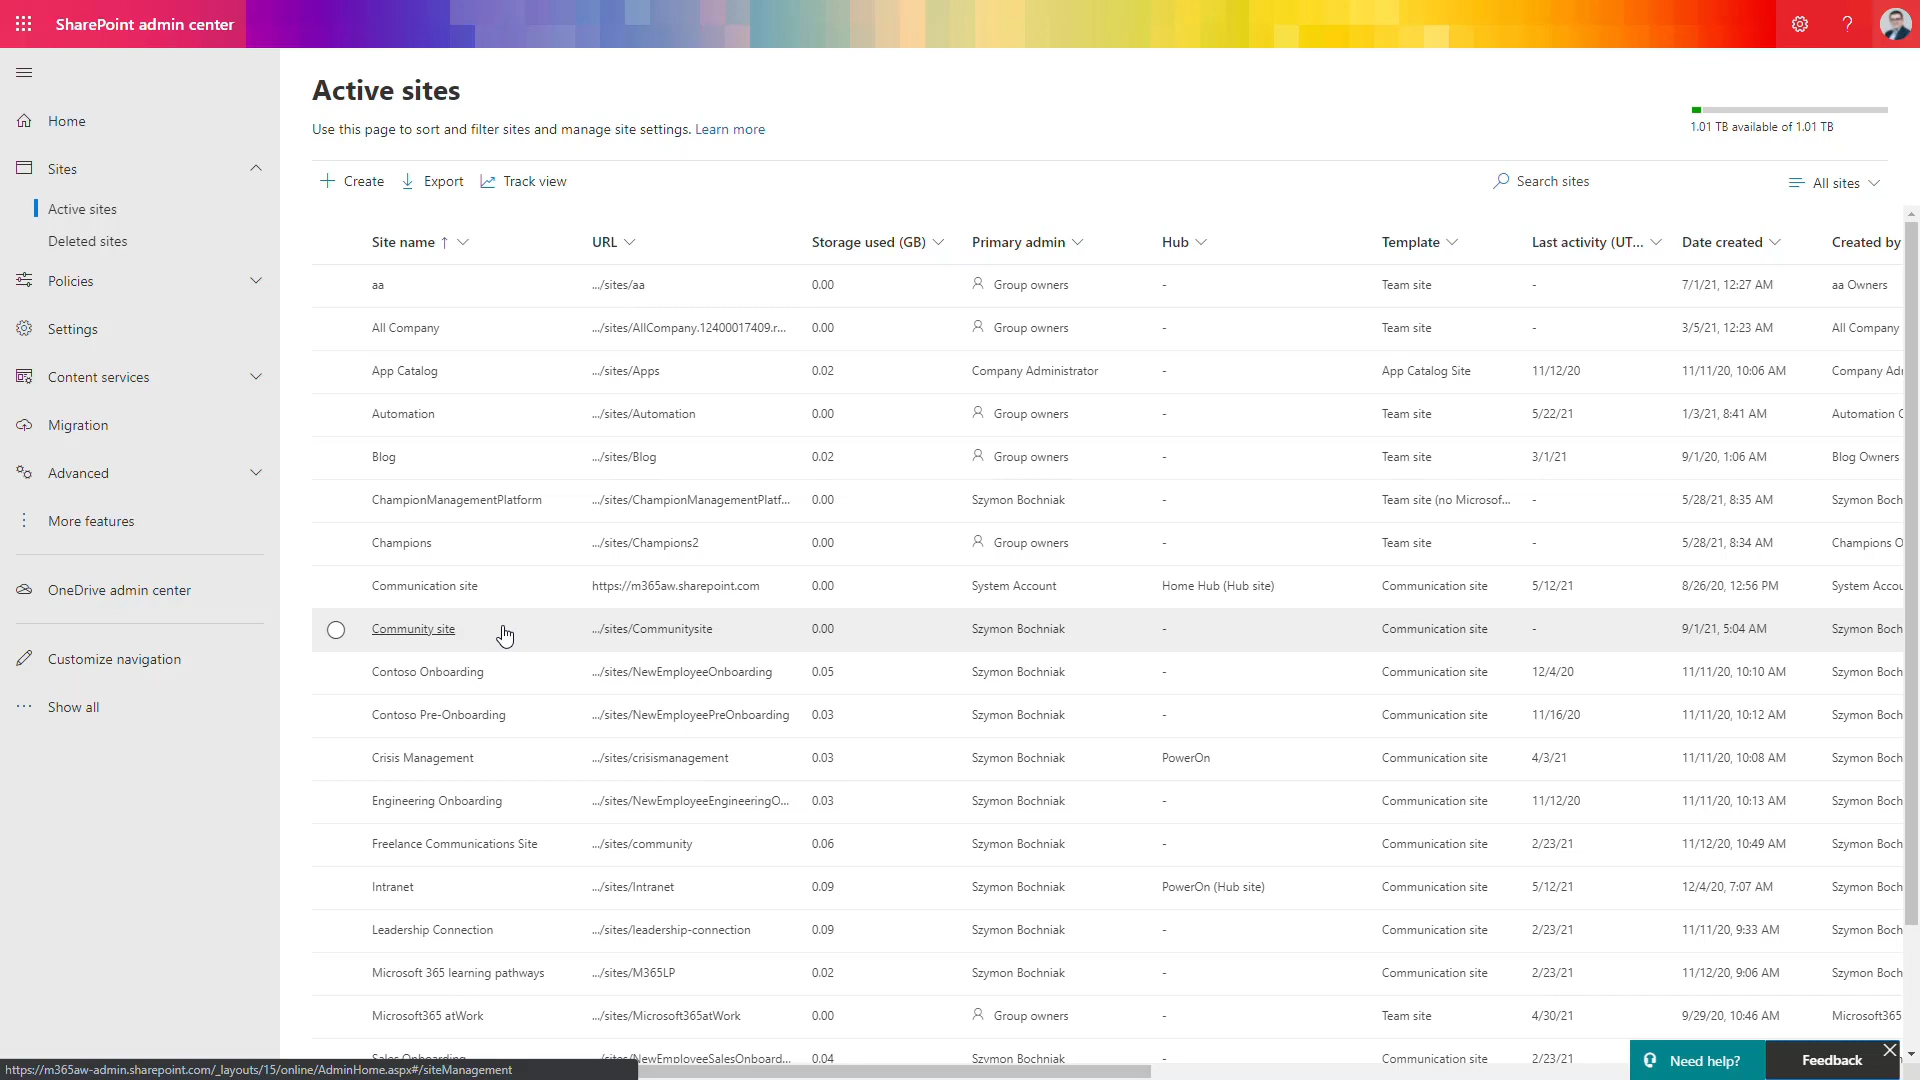 SharePoint admin center
Home
Sites
Active sites
Deleted sites
Policies
Settings
Content services
Migration
Advanced
More features
OneDrive admin center
Customize navigation
Show all
Active sites
Use this page to sort and filter sites and manage site settings. Learn more
1.01 TB available of 1.01 TB
Create Export Track view Search sites All sites
Site name ↑ URL Storage used (GB) Primary admin Hub Template Last activity (UT... Date created Created by
aa .../sites/aa 0.00 Group owners - Team site - 7/1/21, 12:27 AM aa Owners
All Company .../sites/AllCompany.12400017409.r... 0.00 Group owners - Team site - 3/5/21, 12:23 AM All Company
App Catalog .../sites/Apps 0.02 Company Administrator - App Catalog Site 11/12/20 11/11/20, 10:06 AM Company Ad
Automation .../sites/Automation 0.00 Group owners - Team site 5/22/21 1/3/21, 8:41 AM Automation
Blog .../sites/Blog 0.02 Group owners - Team site 3/1/21 9/1/20, 1:06 AM Blog Owners
ChampionManagementPlatform .../sites/ChampionManagementPlatf... 0.00 Szymon Bochniak - Team site (no Microsof... - 5/28/21, 8:35 AM Szymon Boch
Champions .../sites/Champions2 0.00 Group owners - Team site - 5/28/21, 8:34 AM Champions O
Communication site https://m365aw.sharepoint.com 0.00 System Account Home Hub (Hub site) Communication site 5/12/21 8/26/20, 12:56 PM System Accou
Community site .../sites/Communitysite 0.00 Szymon Bochniak - Communication site - 9/1/21, 5:04 AM Szymon Boch
Contoso Onboarding .../sites/NewEmployeeOnboarding 0.05 Szymon Bochniak - Communication site 12/4/20 11/11/20, 10:10 AM Szymon Boch
Contoso Pre-Onboarding .../sites/NewEmployeePreOnboarding 0.03 Szymon Bochniak - Communication site 11/16/20 11/11/20, 10:12 AM Szymon Boch
Crisis Management .../sites/crisismanagement 0.03 Szymon Bochniak PowerOn Communication site 4/3/21 11/11/20, 10:08 AM Szymon Boch
Engineering Onboarding .../sites/NewEmployeeEngineeringO... 0.03 Szymon Bochniak - Communication site 11/12/20 11/11/20, 10:13 AM Szymon Boch
Freelance Communications Site .../sites/community 0.06 Szymon Bochniak - Communication site 2/23/21 11/12/20, 10:49 AM Szymon Boch
Intranet .../sites/Intranet 0.09 Szymon Bochniak PowerOn (Hub site) Communication site 5/12/21 12/4/20, 7:07 AM Szymon Boch
Leadership Connection .../sites/leadership-connection 0.09 Szymon Bochniak - Communication site 2/23/21 11/11/20, 9:33 AM Szymon Boch
Microsoft 365 learning pathways .../sites/M365LP 0.02 Szymon Bochniak - Communication site 2/23/21 11/12/20, 9:06 AM Szymon Boch
Microsoft365 atWork .../sites/Microsoft365atWork 0.00 Group owners - Team site 4/30/21 9/29/20, 10:46 AM Microsoft365
Sales Onboarding .../sites/NewEmployeeSalesOnboard... 0.04 Szymon Bochniak - Communication site 2/23/21
Need help? Feedback
https://m365aw-admin.sharepoint.com/_layouts/15/online/AdminHome.aspx#/siteManagement